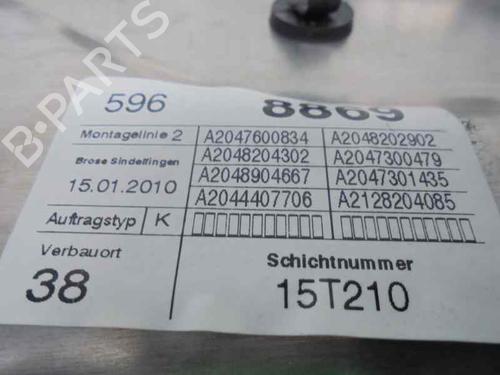 596 8869
Montagelinie 2 A2047600834 A2048202902
Brose Sindelfingen A2048204302 A2047300479
15.01.2010 A2048904667 A2047301435
A2044407706 A2128204085
Auftragstyp K
Verbauort
38
Schichtnummer
15T210
B-PARTS